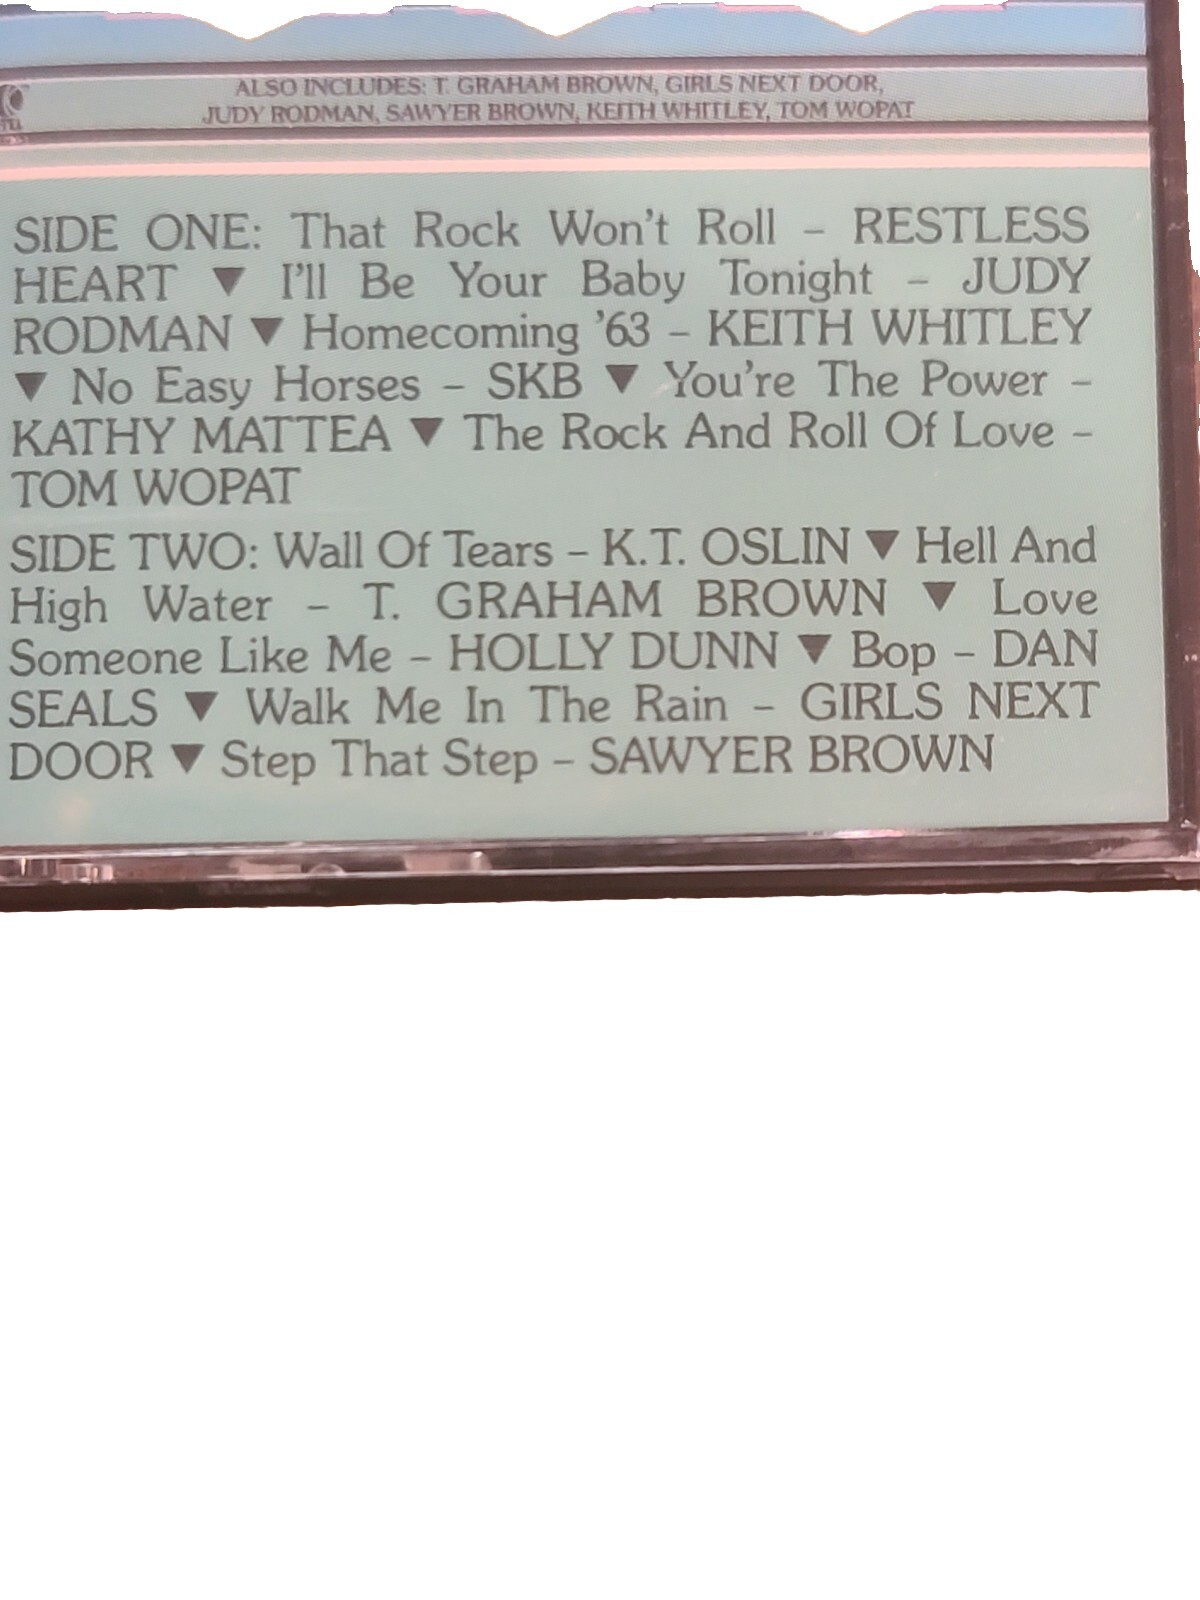 ALSO INCLUDES: T. GRAHAM BROWN, GIRLS NEXT DOOR,
JUDY RODMAN, SAWYER BROWN, KEITH WHITLEY, TOM WOPAT
SIDE ONE: That Rock Won't Roll – RESTLESS
HEART ▼ I'll Be Your Baby Tonight – JUDY
RODMAN ▼ Homecoming '63 – KEITH WHITLEY
▼ No Easy Horses – SKB ▼ You're The Power –
KATHY MATTEA ▼ The Rock And Roll Of Love –
TOM WOPAT
SIDE TWO: Wall Of Tears – K.T. OSLIN ▼ Hell And
High Water – T. GRAHAM BROWN ▼ Love
Someone Like Me – HOLLY DUNN ▼ Bop – DAN
SEALS ▼ Walk Me In The Rain – GIRLS NEXT
DOOR ▼ Step That Step – SAWYER BROWN